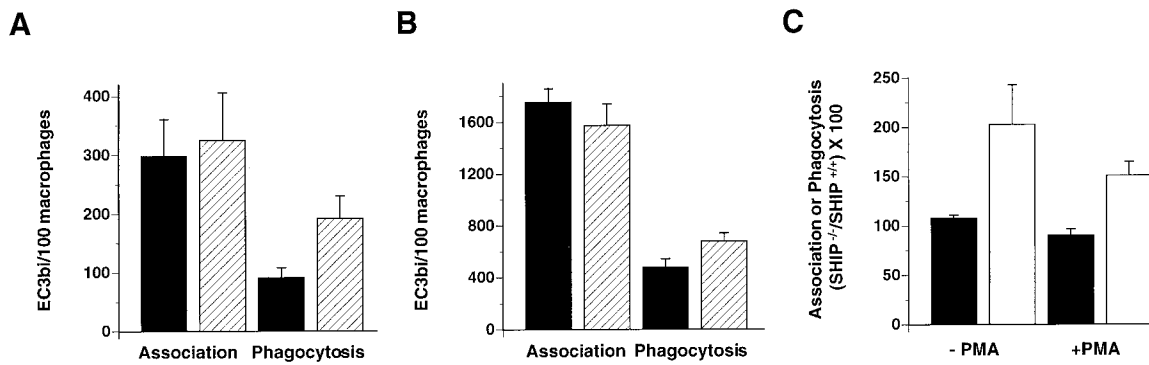 A
EC3bi/100 macrophages
400
300
200
100
0
Association Phagocytosis
B
EC3bi/100 macrophages
1600
1200
800
400
0
Association Phagocytosis
C
Association or Phagocytosis
(SHIP -/-/SHIP +/+) X 100
250
200
150
100
50
0
- PMA +PMA